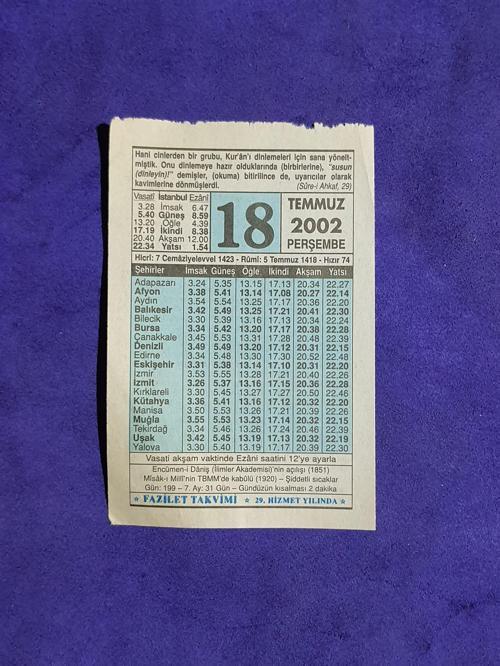 Hani cinlerden bir grubu, Kur'ân'ı dinlemeleri için sana yönelt-
miştik. Onu dinlemeye hazır olduklarında (birbirlerine), "susun
(dinleyin)!" demişler, (okuma) bitirilince de, uyarıcılar olarak
kavimlerine dönmüşlerdi. (Sûre-i Ahkaf, 29)
Vasatî İstanbul Ezânî
3.28 İmsak 6.47
5.40 Güneş 8.59
13.20 Öğle 4.39
17.19 İkindi 8.38
20.40 Akşam 12.00
22.34 Yatsı 1.54
18
TEMMUZ
2002
PERŞEMBE
Hicrî: 7 Cemâziyelevvel 1423 - Rûmî: 5 Temmuz 1418 - Hızır 74
Şehirler İmsak Güneş Öğle İkindi Akşam Yatsı
Adapazarı 3.24 5.35 13.15 17.13 20.34 22.27
Afyon 3.38 5.41 13.14 17.08 20.27 22.14
Aydın 3.54 5.54 13.25 17.18 20.36 22.20
Balıkesir 3.42 5.49 13.25 17.21 20.41 22.30
Bilecik 3.30 5.39 13.16 17.13 20.34 22.24
Bursa 3.34 5.42 13.20 17.17 20.38 22.28
Çanakkale 3.45 5.53 13.31 17.28 20.48 22.39
Denizli 3.49 5.49 13.20 17.12 20.31 22.15
Edirne 3.34 5.48 13.30 17.30 20.52 22.48
Eskişehir 3.31 5.38 13.14 17.10 20.31 22.20
İzmir 3.53 5.55 13.28 17.21 20.40 22.26
İzmit 3.26 5.37 13.16 17.15 20.36 22.28
Kırklareli 3.30 5.45 13.27 17.27 20.50 22.46
Kütahya 3.36 5.41 13.16 17.12 20.32 22.20
Manisa 3.50 5.53 13.26 17.21 20.39 22.26
Muğla 3.55 5.53 13.23 17.14 20.32 22.15
Tekirdağ 3.34 5.46 13.26 17.24 20.46 22.39
Uşak 3.42 5.45 13.19 17.13 20.32 22.19
Yalova 3.30 5.40 13.19 17.17 20.38 22.30
Vasatî akşam vaktinde Ezânî saatini 12'ye ayarla
Encümen-i Dâniş (İlimler Akademisi)'nin açılışı (1851)
Mîsâk-ı Millî'nin TBMM'de kabûlü (1920) – Şiddetli sıcaklar
Gün: 199 – 7. Ay: 31 Gün – Gündüzün kısalması 2 dakika
★ FAZİLET TAKVİMİ ★ 29. HİZMET YILINDA ★